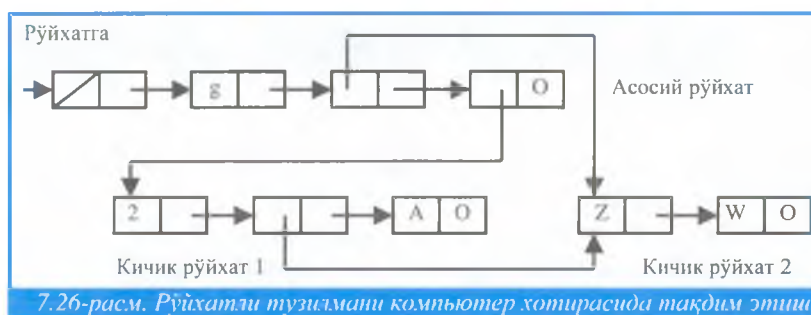 Рўйхатга
g
О
Асосий рўйхат
2
А О
Z
W О
Кичик рўйхат 1
Кичик рўйхат 2
7.26-расм. Рўйхатли тузилмани компьютер хотирасида тақдим этиш